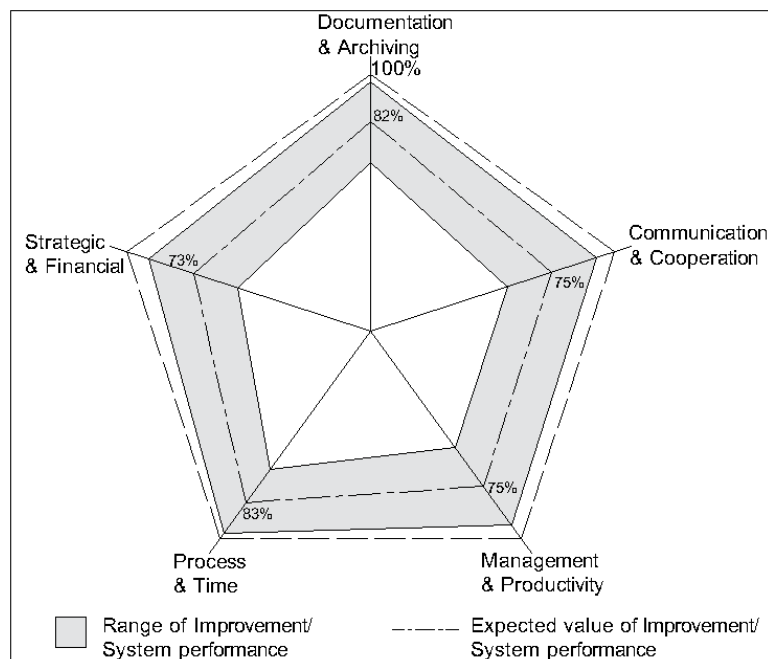 Documentation
& Archiving
100%
82%
Strategic
& Financial
73%
Communication
& Cooperation
75%
75%
83%
Process
& Time
Management
& Productivity
Range of Improvement/
System performance
Expected value of Improvement/
System performance